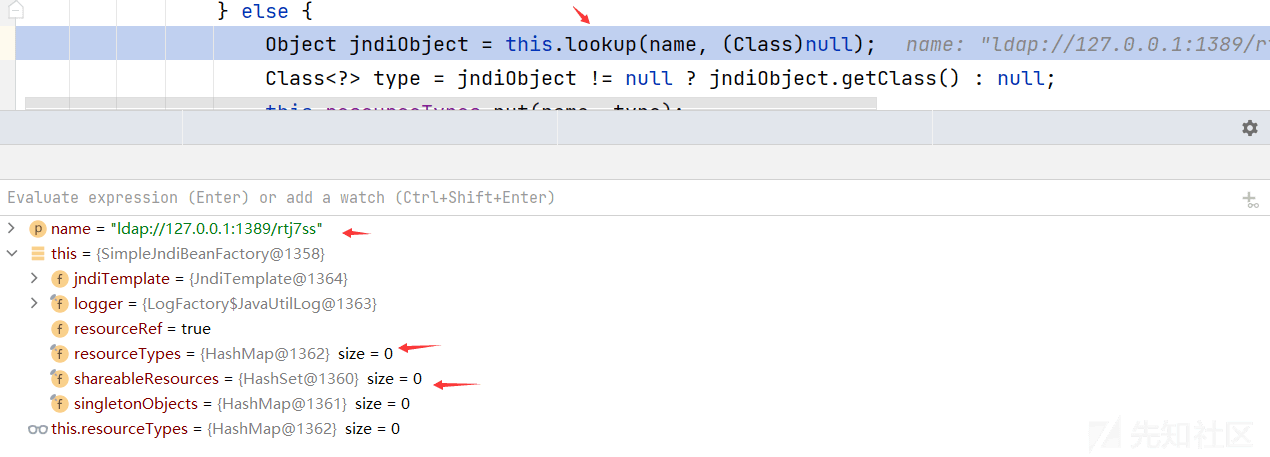 } else {
Object jndiObject = this.lookup(name, (Class)null); name: "ldap://127.0.0.1:1389/rt
Class<?> type = jndiObject != null ? jndiObject.getClass() : null;
this.resourceTypes.put(name, type);
Evaluate expression (Enter) or add a watch (Ctrl+Shift+Enter)
p name = "ldap://127.0.0.1:1389/rtj7ss"
this = {SimpleJndiBeanFactory@1358}
f jndiTemplate = {JndiTemplate@1364}
f logger = {LogFactory$JavaUtilLog@1363}
f resourceRef = true
f resourceTypes = {HashMap@1362} size = 0
f shareableResources = {HashSet@1360} size = 0
f singletonObjects = {HashMap@1361} size = 0
this.resourceTypes = {HashMap@1362} size = 0
先知社区